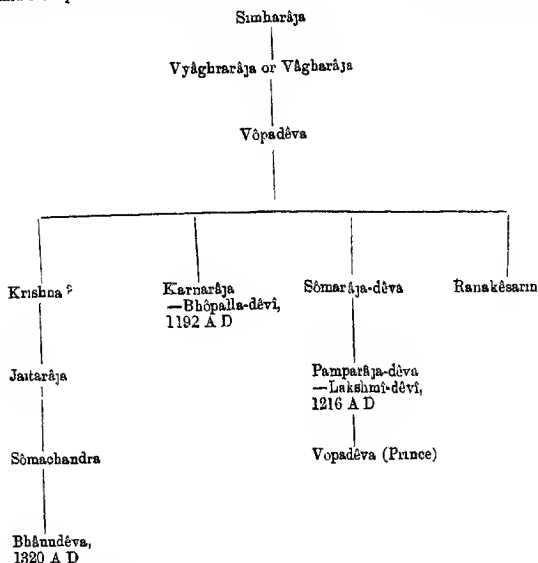 Simharâja
Vyâghrarâja or Vâgharâja
Vôpadêva
Krishna
Karnarâja
—Bhôpalla-dêvî,
1192 A D
Sômarâja-dêva
Ranakêsarin
Jaitarâja
Pamparâja-dêva
—Lakshmî-dêvî,
1216 A D
Sômachandra
Vopadêva (Prince)
Bhânudêva,
1320 A D